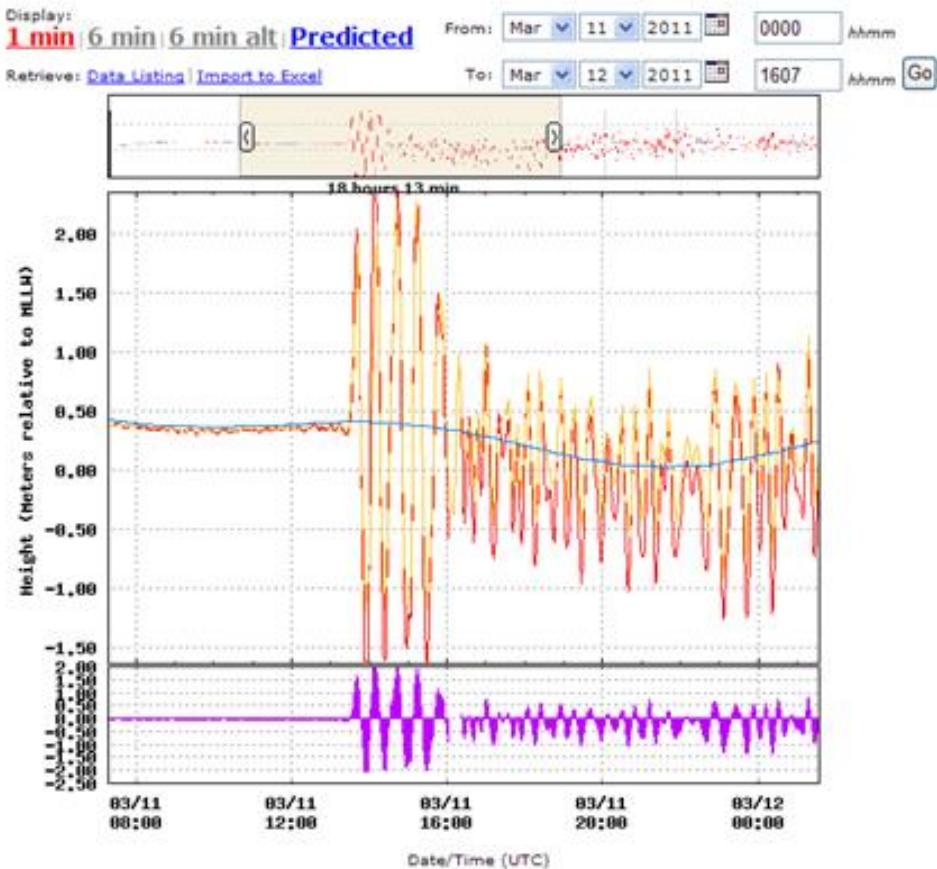 Display:
1 min | 6 min | 6 min alt | Predicted
From: Mar 11 2011 0000 hhmm
Retrieve: Data Listing | Import to Excel
To: Mar 12 2011 1607 hhmm Go
18 hours 13 min
Height (Meters relative to MLLW)
2.00
1.50
1.00
0.50
0.00
-0.50
-1.00
-1.50
2.00
1.50
1.00
0.50
0.00
-0.50
-1.00
-1.50
-2.00
-2.50
03/11 03/11 03/11 03/11 03/12
08:00 12:00 16:00 20:00 00:00
Date/Time (UTC)